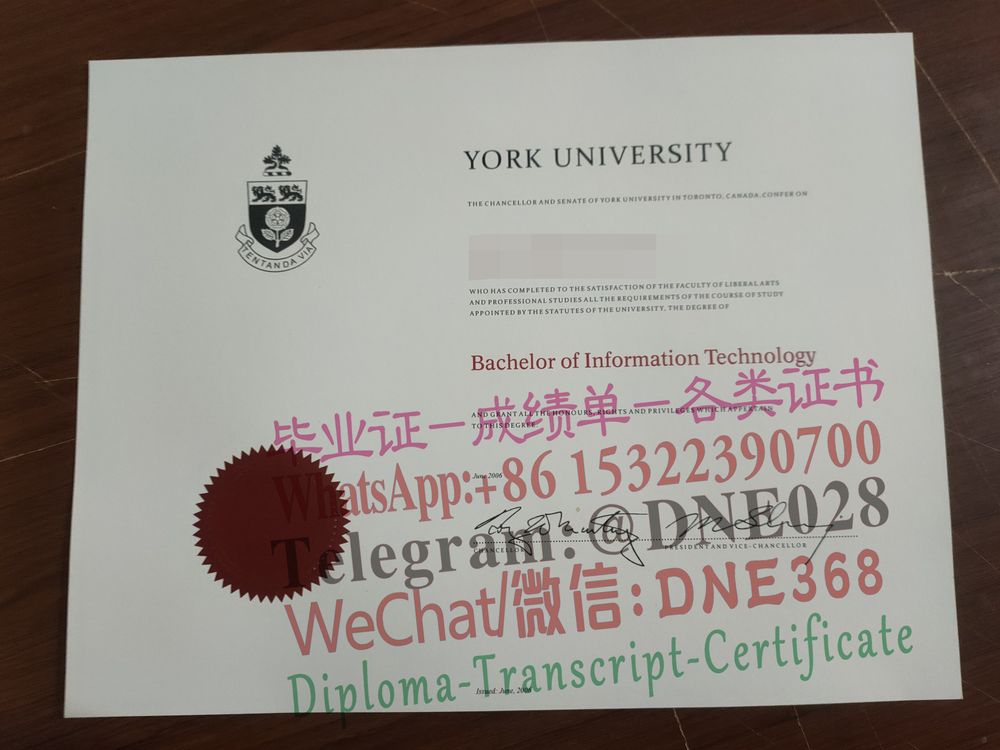 YORK UNIVERSITY
THE CHANCELLOR AND SENATE OF YORK UNIVERSITY IN TORONTO, CANADA, CONFER ON
TENTANDA VIA
WHO HAS COMPLETED TO THE SATISFACTION OF THE FACULTY OF LIBERAL ARTS
AND PROFESSIONAL STUDIES ALL THE REQUIREMENTS OF THE COURSE OF STUDY
APPOINTED BY THE STATUTES OF THE UNIVERSITY, THE DEGREE OF
Bachelor of Information Technology
毕业证一成绩单一各类证书
AND GRANT ALL THE HONOURS, RIGHTS AND PRIVILEGES WHICH APPERTAIN
TO THIS DEGREE.
June 2006
WhatsApp:+86 15322390700
Telegram:@DNE028
CHANCELLOR
PRESIDENT AND VICE-CHANCELLOR
WeChat/微信:DNE368
Diploma-Transcript-Certificate
Issued: June, 2006